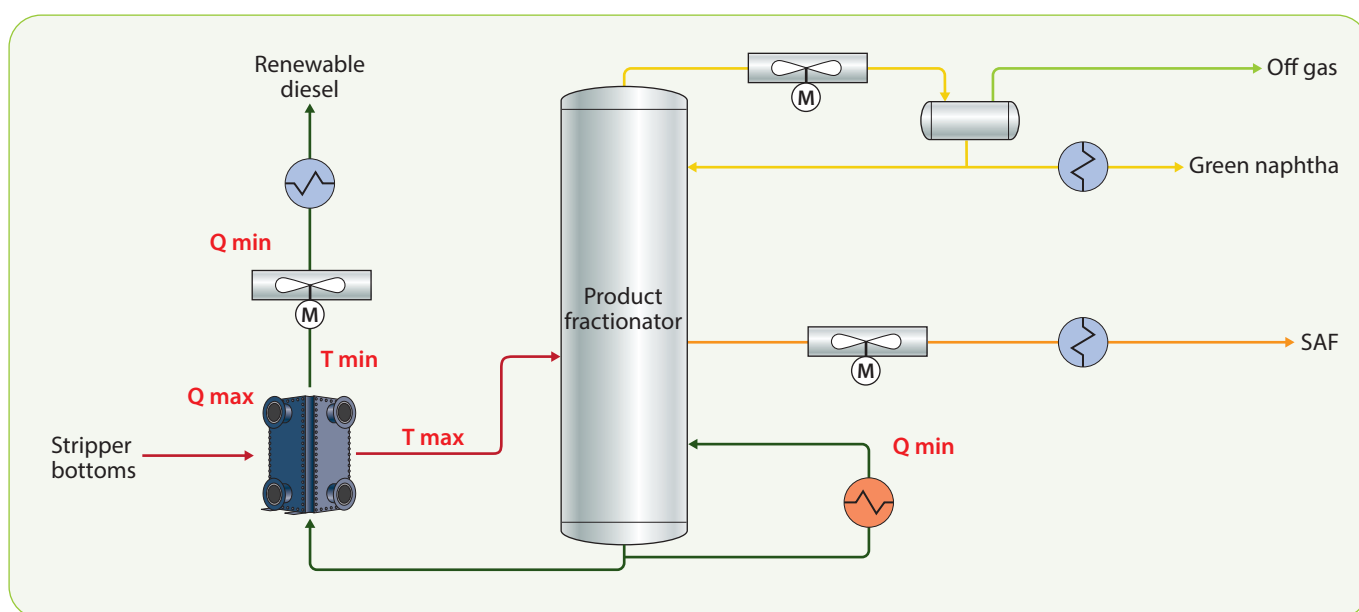 Renewable
diesel
M
Off gas
Green naphtha
Q min
M
Product
fractionator
T min
M
SAF
Q max
T max
Stripper
bottoms
Q min